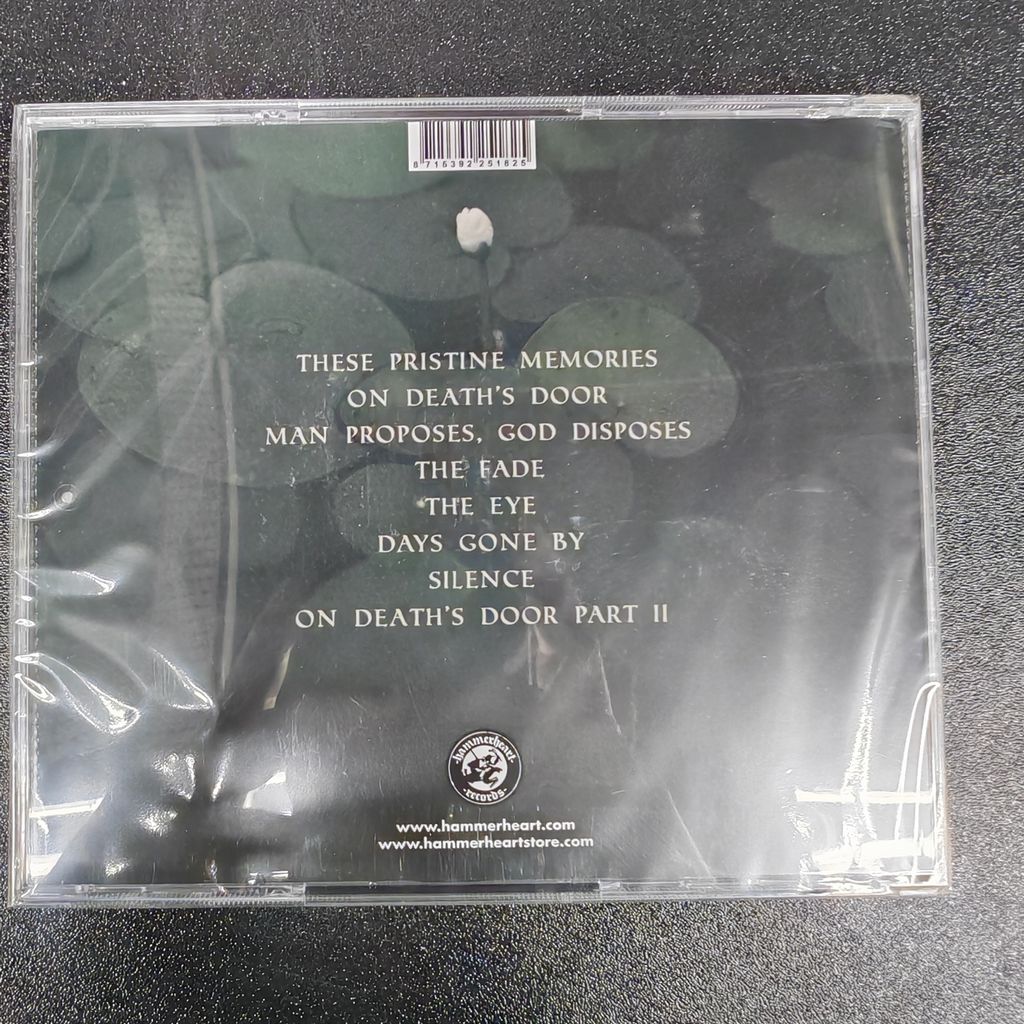 8 715392 251825
THESE PRISTINE MEMORIES
ON DEATH'S DOOR
MAN PROPOSES, GOD DISPOSES
THE FADE
THE EYE
DAYS GONE BY
SILENCE
ON DEATH'S DOOR PART II
hammerheart
-records-
www.hammerheart.com
www.hammerheartstore.com